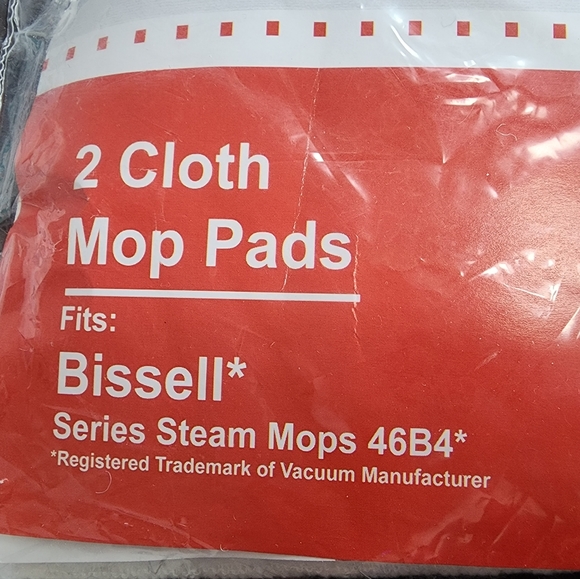 2 Cloth
Mop Pads
Fits:
Bissell*
Series Steam Mops 46B4*
*Registered Trademark of Vacuum Manufacturer